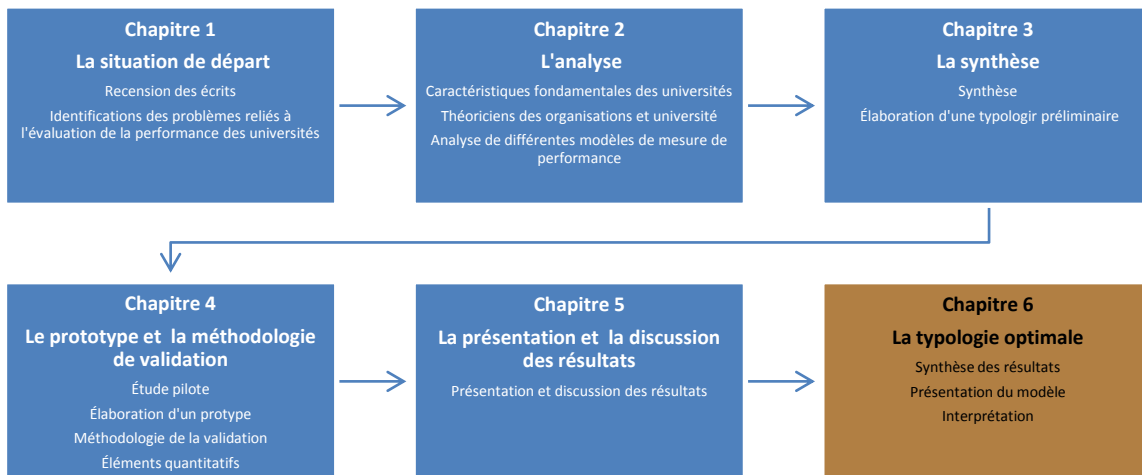 Chapitre 1
La situation de départ
Recension des écrits
Identifications des problèmes reliés à
l'évaluation de la performance des universités
Chapitre 2
L'analyse
Caractéristiques fondamentales des universités
Théoriciens des organisations et université
Analyse de différentes modèles de mesure de
performance
Chapitre 3
La synthèse
Synthèse
Élaboration d'une typologir préliminaire
Chapitre 4
Le prototype et la méthodologie
de validation
Étude pilote
Élaboration d'un protype
Méthodologie de la validation
Éléments quantitatifs
Chapitre 5
La présentation et la discussion
des résultats
Présentation et discussion des résultats
Chapitre 6
La typologie optimale
Synthèse des résultats
Présentation du modèle
Interprétation